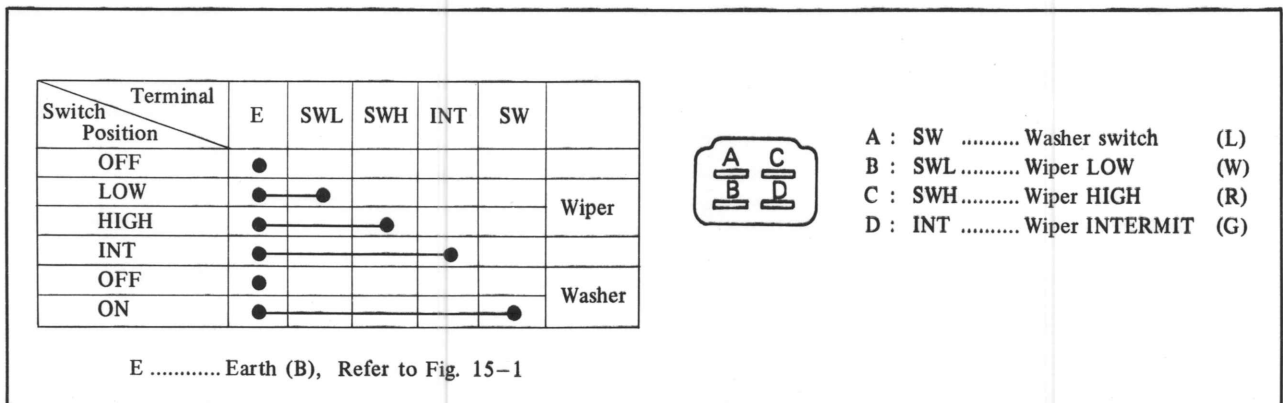 Terminal
Switch
Position
E SWL SWH INT SW
OFF
LOW
HIGH
Wiper
INT
OFF
ON
Washer
E ............ Earth (B), Refer to Fig. 15–1
A C
B D
A : SW .......... Washer switch (L)
B : SWL .......... Wiper LOW (W)
C : SWH .......... Wiper HIGH (R)
D : INT .......... Wiper INTERMIT (G)